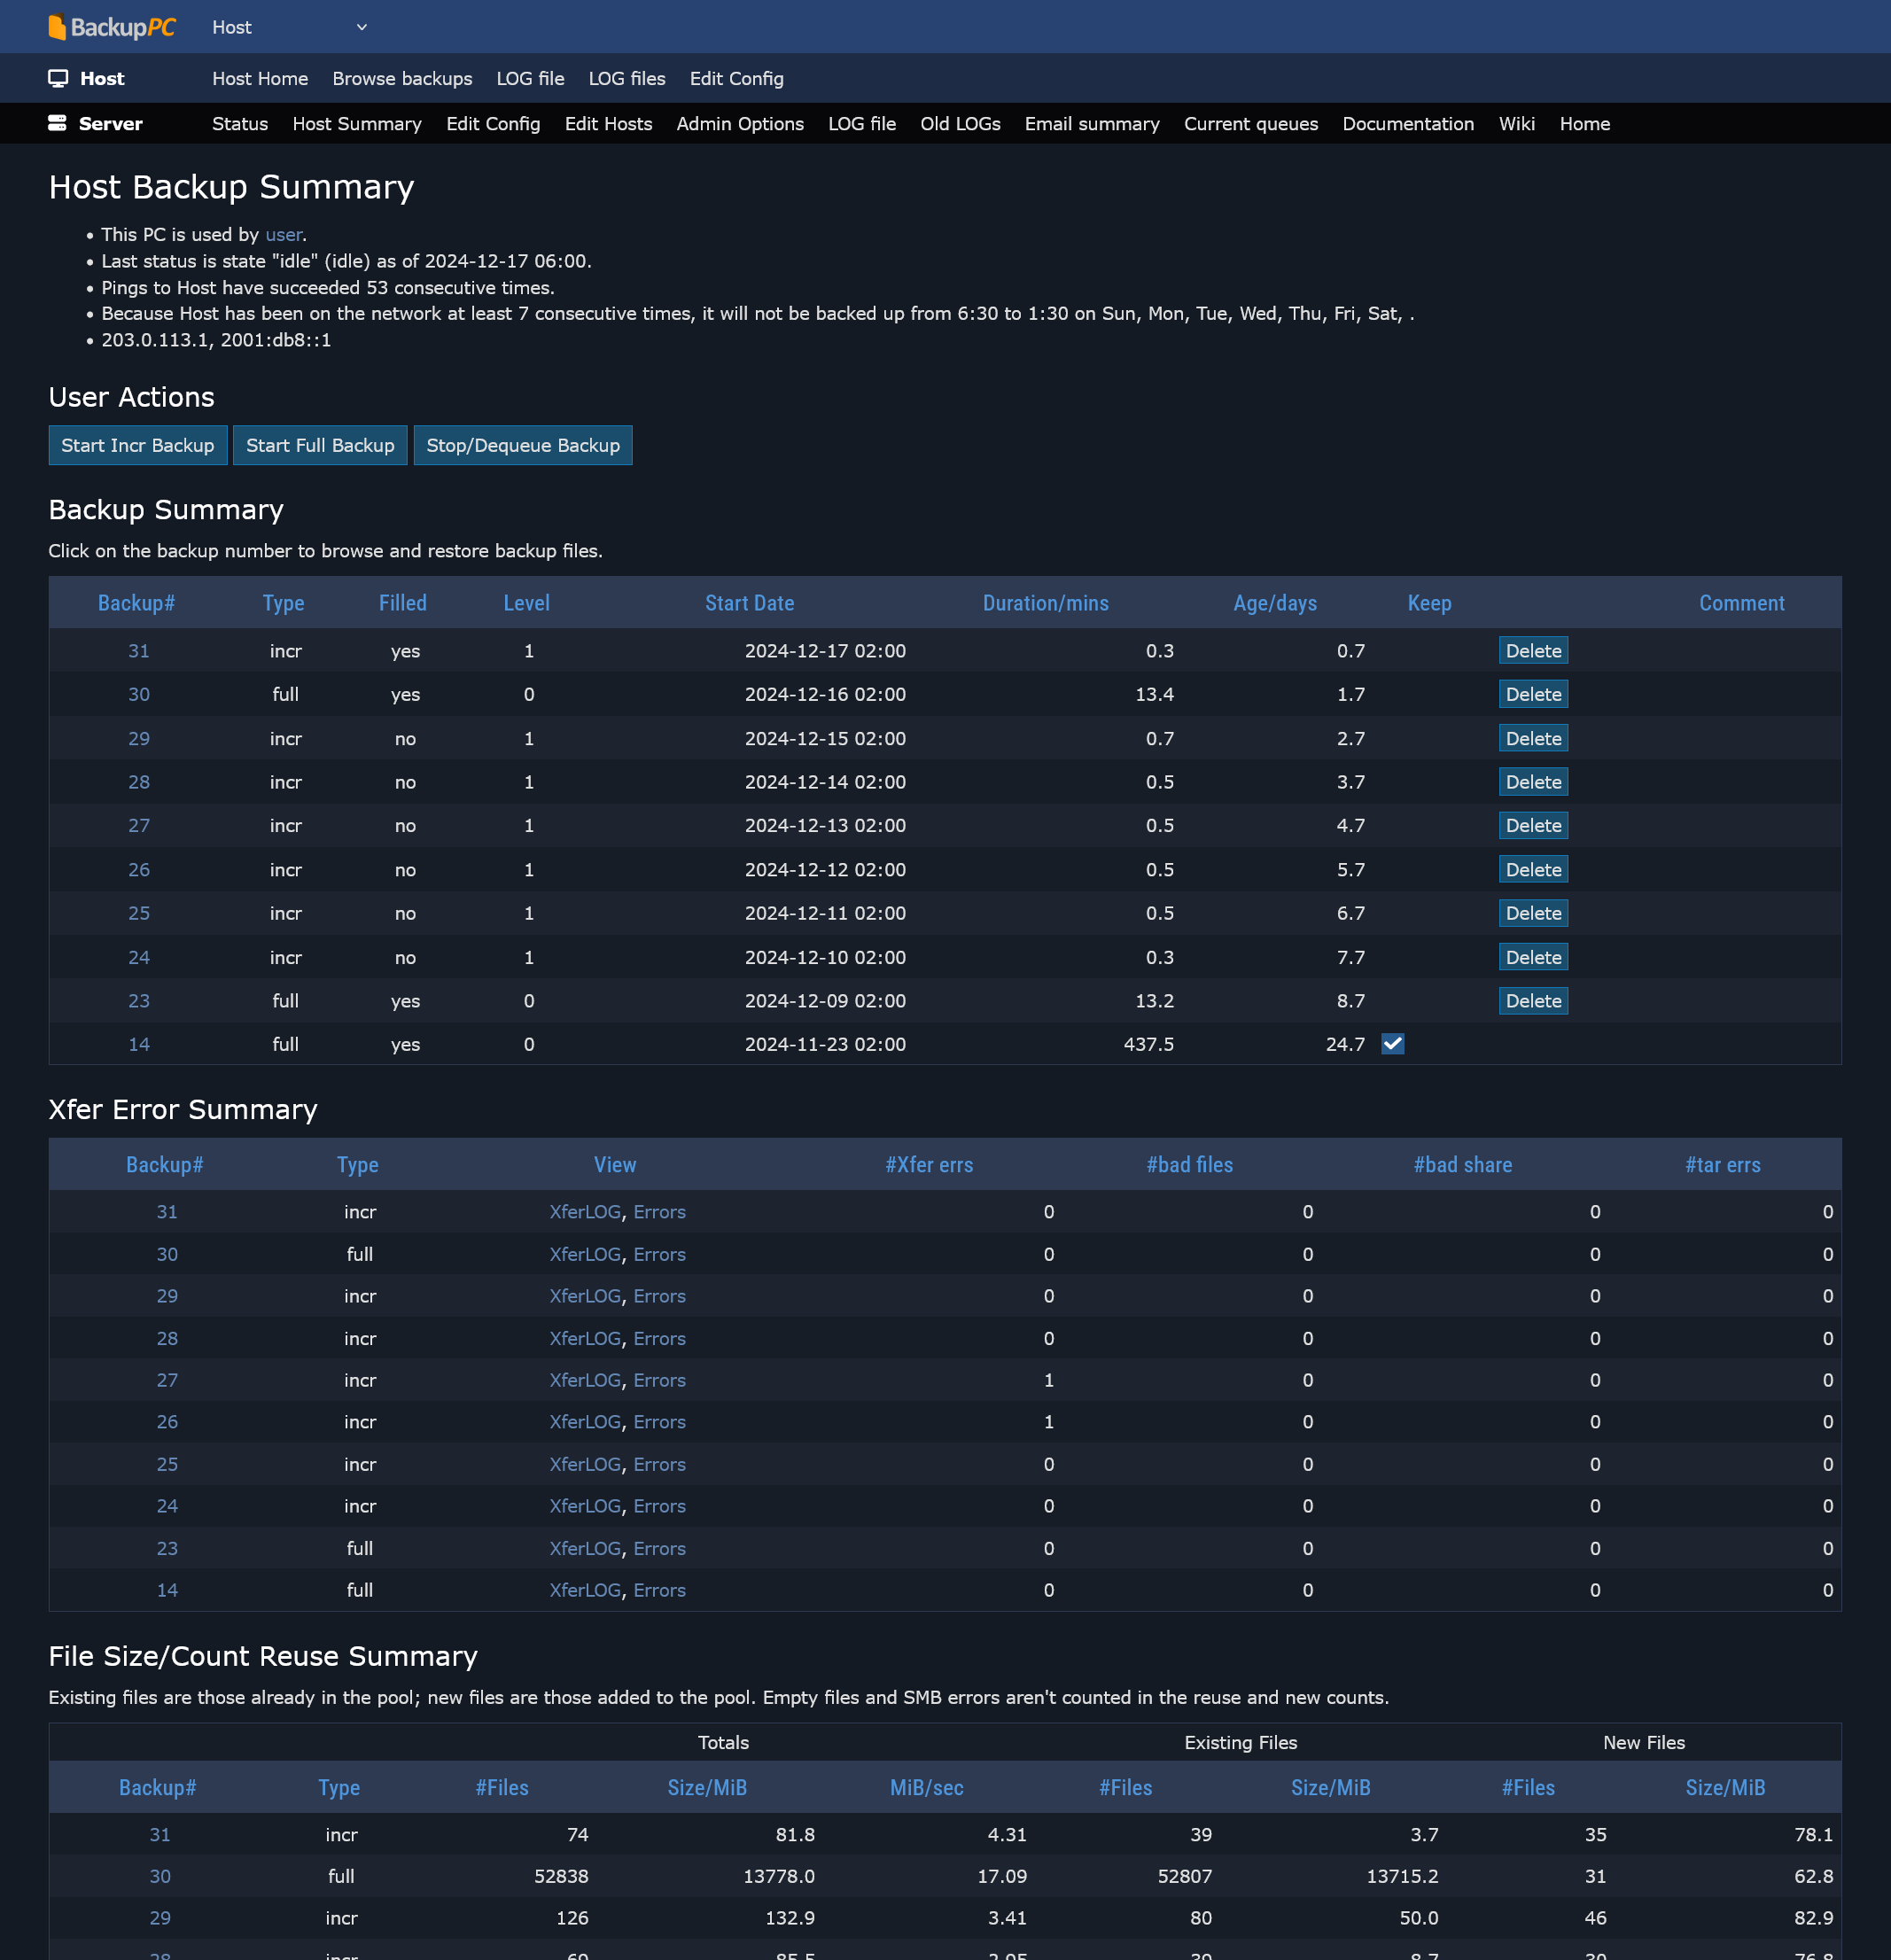 BackupPC Host
Host Host Home Browse backups LOG file LOG files Edit Config
Server Status Host Summary Edit Config Edit Hosts Admin Options LOG file Old LOGs Email summary Current queues Documentation Wiki Home
Host Backup Summary
• This PC is used by user.
• Last status is state "idle" (idle) as of 2024-12-17 06:00.
• Pings to Host have succeeded 53 consecutive times.
• Because Host has been on the network at least 7 consecutive times, it will not be backed up from 6:30 to 1:30 on Sun, Mon, Tue, Wed, Thu, Fri, Sat, .
• 203.0.113.1, 2001:db8::1
User Actions
Start Incr Backup Start Full Backup Stop/Dequeue Backup
Backup Summary
Click on the backup number to browse and restore backup files.
Backup# Type Filled Level Start Date Duration/mins Age/days Keep Comment
31 incr yes 1 2024-12-17 02:00 0.3 0.7 Delete
30 full yes 0 2024-12-16 02:00 13.4 1.7 Delete
29 incr no 1 2024-12-15 02:00 0.7 2.7 Delete
28 incr no 1 2024-12-14 02:00 0.5 3.7 Delete
27 incr no 1 2024-12-13 02:00 0.5 4.7 Delete
26 incr no 1 2024-12-12 02:00 0.5 5.7 Delete
25 incr no 1 2024-12-11 02:00 0.5 6.7 Delete
24 incr no 1 2024-12-10 02:00 0.3 7.7 Delete
23 full yes 0 2024-12-09 02:00 13.2 8.7 Delete
14 full yes 0 2024-11-23 02:00 437.5 24.7
Xfer Error Summary
Backup# Type View #Xfer errs #bad files #bad share #tar errs
31 incr XferLOG, Errors 0 0 0 0
30 full XferLOG, Errors 0 0 0 0
29 incr XferLOG, Errors 0 0 0 0
28 incr XferLOG, Errors 0 0 0 0
27 incr XferLOG, Errors 1 0 0 0
26 incr XferLOG, Errors 1 0 0 0
25 incr XferLOG, Errors 0 0 0 0
24 incr XferLOG, Errors 0 0 0 0
23 full XferLOG, Errors 0 0 0 0
14 full XferLOG, Errors 0 0 0 0
File Size/Count Reuse Summary
Existing files are those already in the pool; new files are those added to the pool. Empty files and SMB errors aren't counted in the reuse and new counts.
Totals Existing Files New Files
Backup# Type #Files Size/MiB MiB/sec #Files Size/MiB #Files Size/MiB
31 incr 74 81.8 4.31 39 3.7 35 78.1
30 full 52838 13778.0 17.09 52807 13715.2 31 62.8
29 incr 126 132.9 3.41 80 50.0 46 82.9